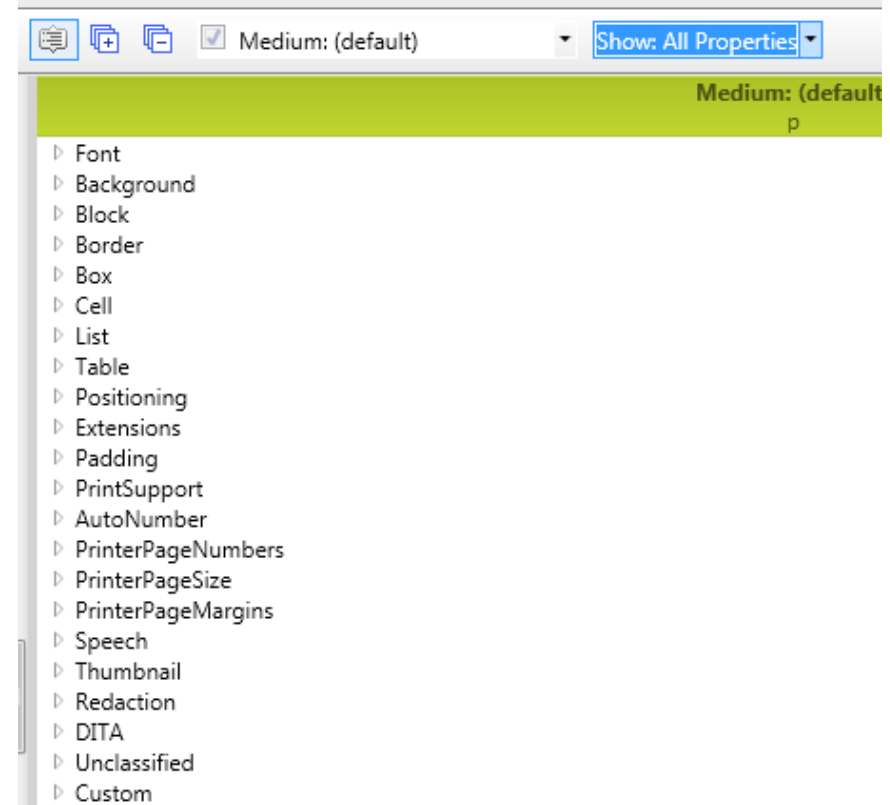 Medium: (default) Show: All Properties
Medium: (default
p
Font
Background
Block
Border
Box
Cell
List
Table
Positioning
Extensions
Padding
PrintSupport
AutoNumber
PrinterPageNumbers
PrinterPageSize
PrinterPageMargins
Speech
Thumbnail
Redaction
DITA
Unclassified
Custom